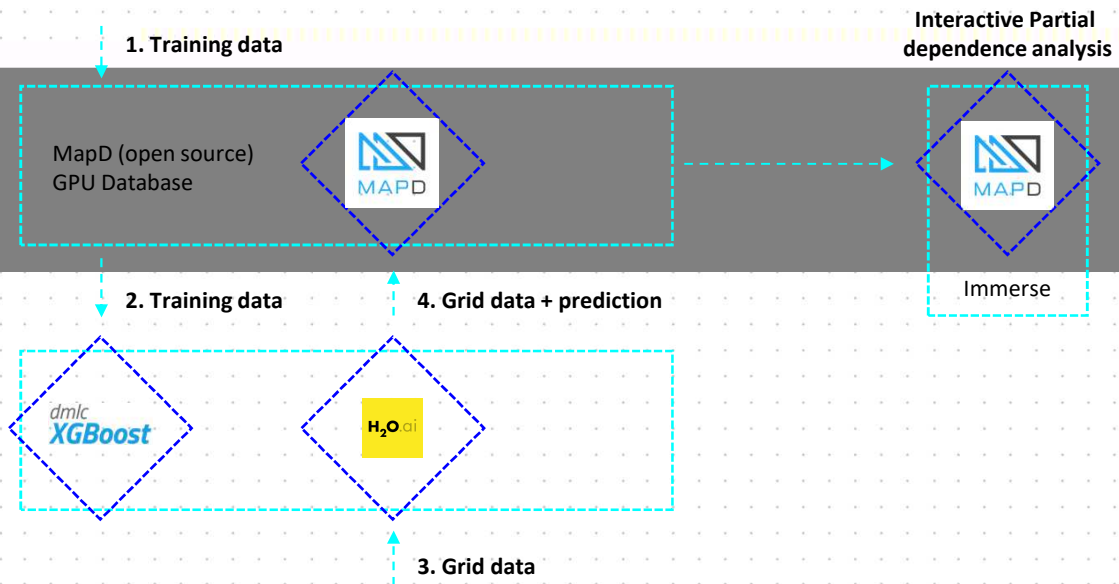 Interactive Partial
dependence analysis
1. Training data
MapD (open source)
GPU Database
MAPD
MAPD
Immerse
2. Training data
4. Grid data + prediction
dmlc
XGBoost
H₂O.ai
3. Grid data